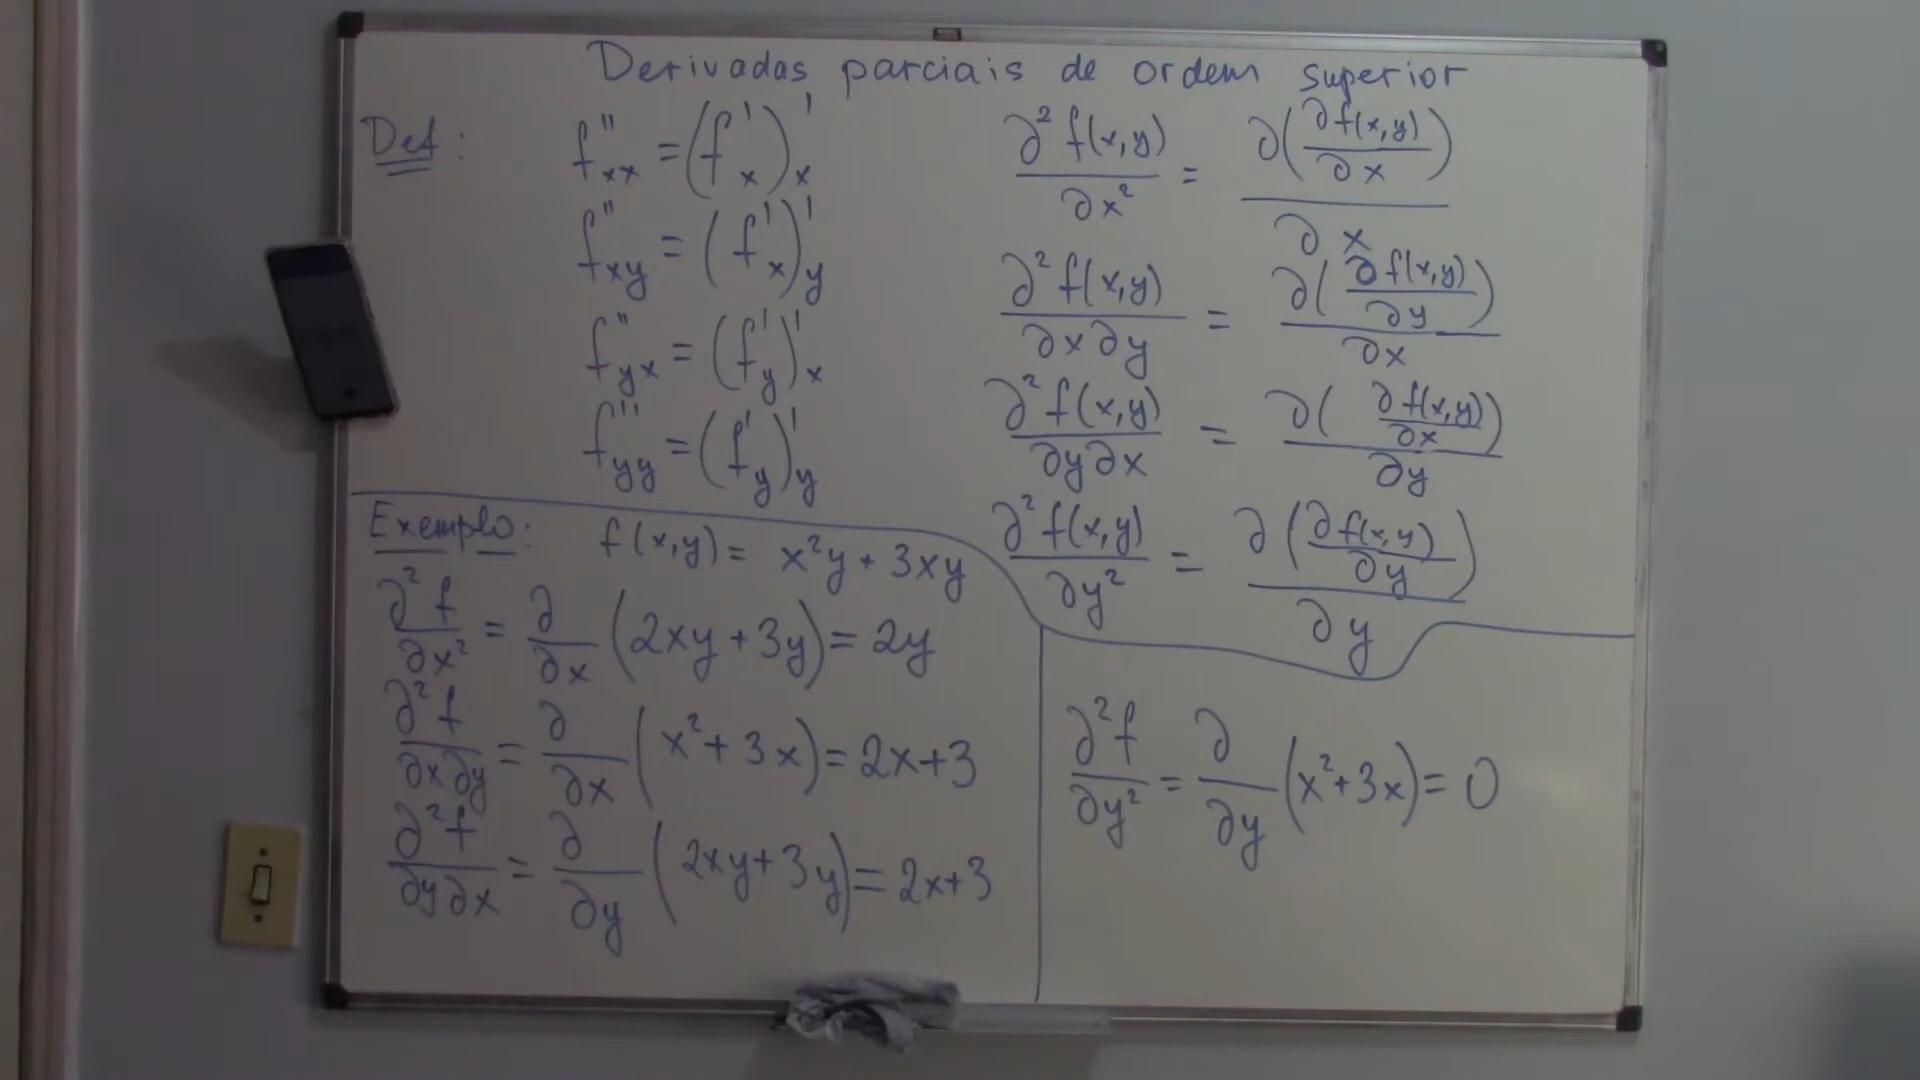 Derivadas parciais de ordem superior
Def:
f''xx = (f'x)'x
f''xy = (f'x)'y
f''yx = (f'y)'x
f''yy = (f'y)'y
∂²f(x,y)/∂x² = ∂(∂f(x,y)/∂x)/∂x
∂²f(x,y)/∂x∂y = ∂(∂f(x,y)/∂y)/∂x
∂²f(x,y)/∂y∂x = ∂(∂f(x,y)/∂x)/∂y
∂²f(x,y)/∂y² = ∂(∂f(x,y)/∂y)/∂y
Exemplo: f(x,y) = x²y + 3xy
∂²f/∂x² = ∂/∂x (2xy + 3y) = 2y
∂²f/∂x∂y = ∂/∂x (x² + 3x) = 2x+3
∂²f/∂y∂x = ∂/∂y (2xy + 3y) = 2x+3
∂²f/∂y² = ∂/∂y (x² + 3x) = 0